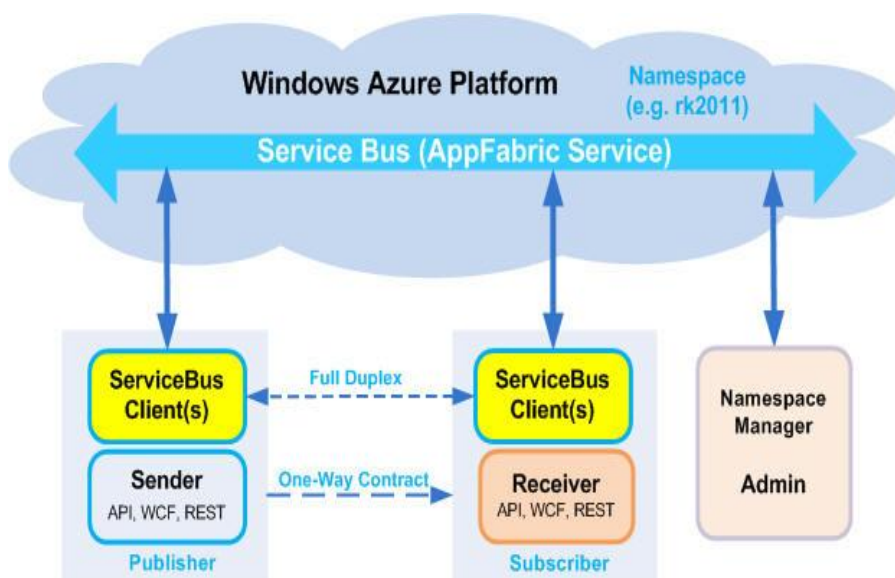 Windows Azure Platform
Namespace
(e.g. rk2011)
Service Bus (AppFabric Service)
ServiceBus
Client(s)
Full Duplex
ServiceBus
Client(s)
Sender
API, WCF, REST
One-Way Contract
Receiver
API, WCF, REST
Publisher
Subscriber
Namespace
Manager
Admin